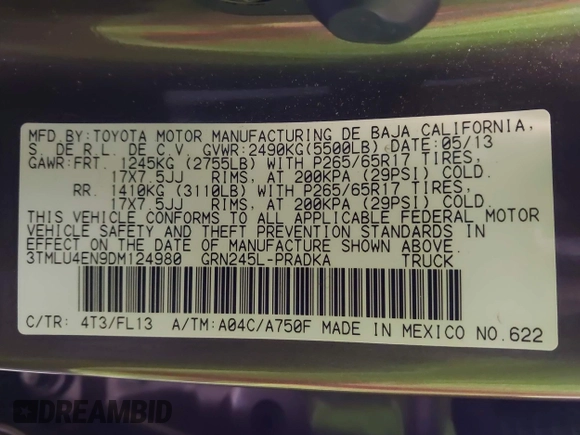 MFD BY:TOYOTA MOTOR MANUFACTURING DE BAJA CALIFORNIA,
S. DE R.L. DE C.V. GVWR:2490KG(5500LB) DATE:05/13
GAWR:FRT. 1245KG (2755LB) WITH P265/65R17 TIRES,
17X7.5JJ RIMS, AT 200KPA (29PSI) COLD.
RR. 1410KG (3110LB) WITH P265/65R17 TIRES,
17X7.5JJ RIMS, AT 200KPA (29PSI) COLD.
THIS VEHICLE CONFORMS TO ALL APPLICABLE FEDERAL MOTOR
VEHICLE SAFETY AND THEFT PREVENTION STANDARDS IN
EFFECT ON THE DATE OF MANUFACTURE SHOWN ABOVE.
3TMLU4EN9DM124980 GRN245L-PRADKA TRUCK
C/TR: 4T3/FL13 A/TM:A04C/A750F MADE IN MEXICO NO.622
DREAMBID